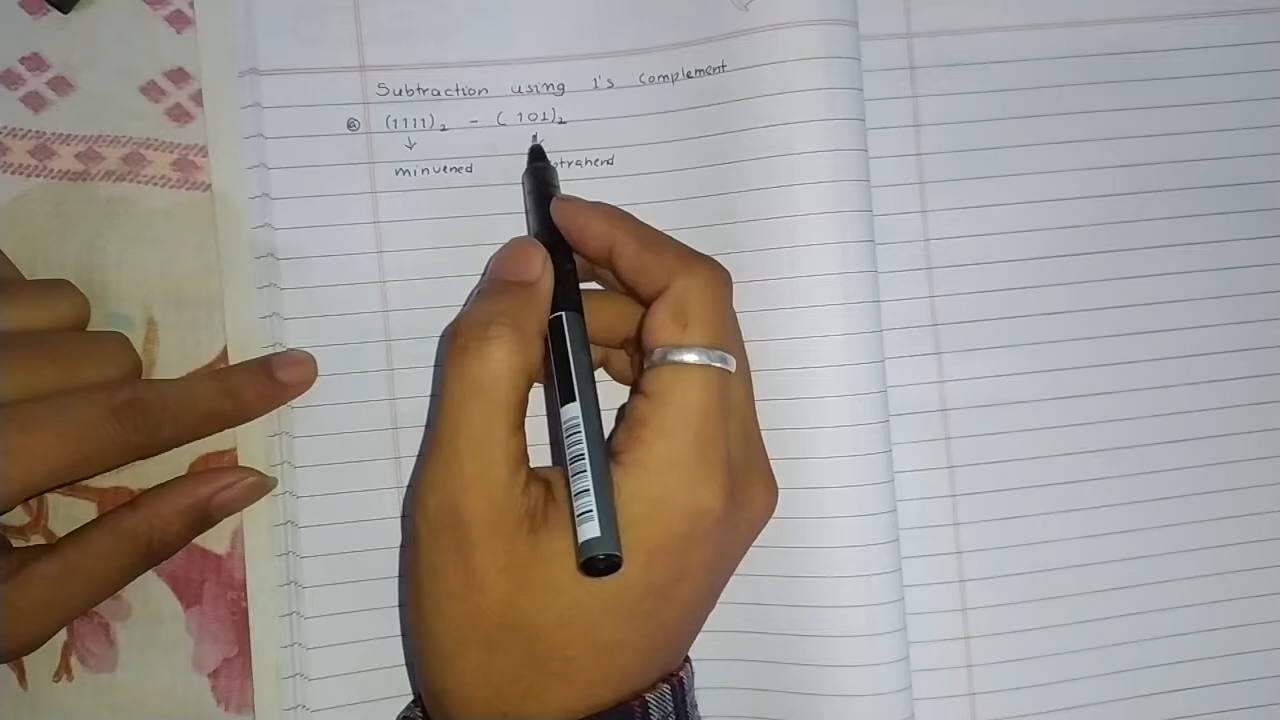 Subtraction using 1's complement
ⓐ (1111)₂ - (101)₂
↓ ↓
minuend